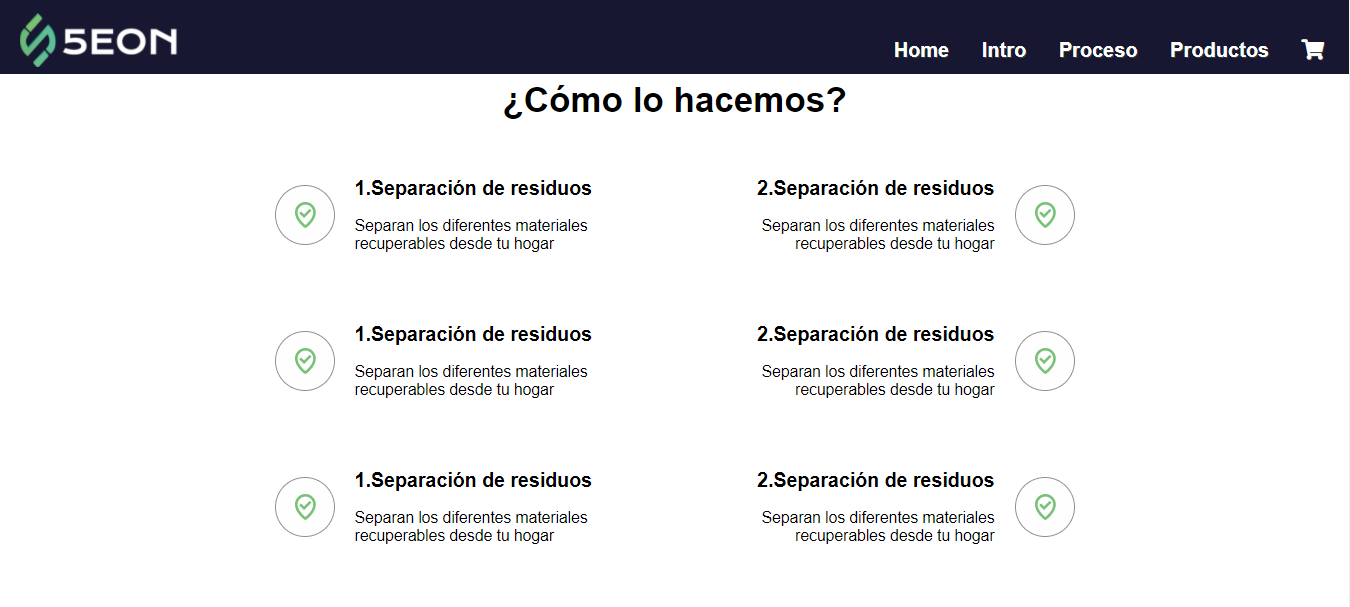 5EON
Home Intro Proceso Productos
¿Cómo lo hacemos?
1.Separación de residuos
Separan los diferentes materiales
recuperables desde tu hogar
2.Separación de residuos
Separan los diferentes materiales
recuperables desde tu hogar
1.Separación de residuos
Separan los diferentes materiales
recuperables desde tu hogar
2.Separación de residuos
Separan los diferentes materiales
recuperables desde tu hogar
1.Separación de residuos
Separan los diferentes materiales
recuperables desde tu hogar
2.Separación de residuos
Separan los diferentes materiales
recuperables desde tu hogar